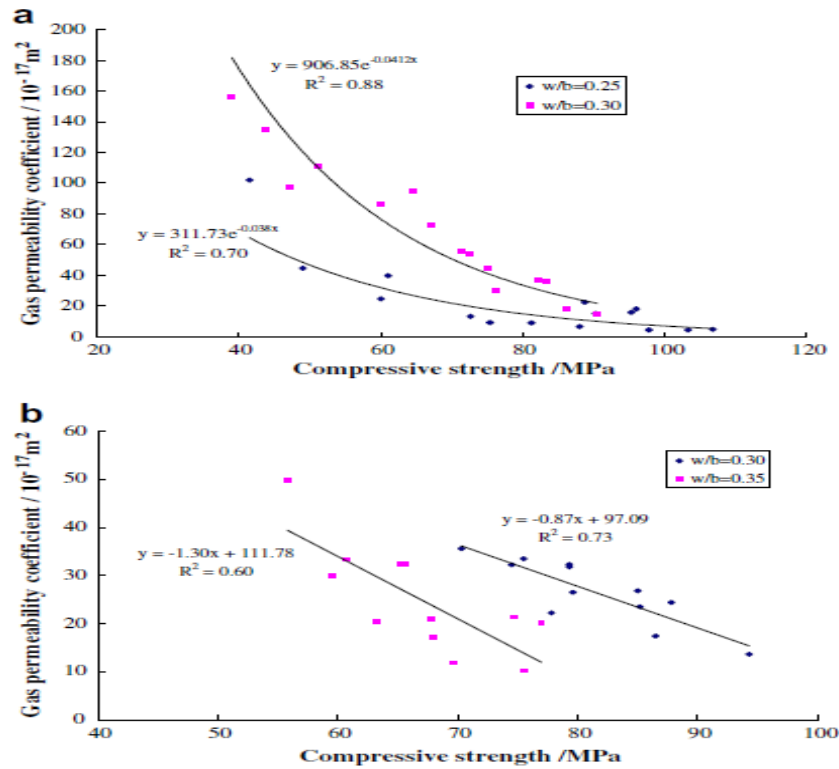 a
Gas permeability coefficient / 10⁻¹⁷m²
200
180
160
140
120
100
80
60
40
20
0
y = 906.85e^-0.0412x
R² = 0.88
w/b=0.25
w/b=0.30
y = 311.73e^-0.038x
R² = 0.70
20 40 60 80 100 120
Compressive strength /MPa
b
Gas permeability coefficient / 10⁻¹⁷m²
60
50
40
30
20
10
0
w/b=0.30
w/b=0.35
y = -0.87x + 97.09
R² = 0.73
y = -1.30x + 111.78
R² = 0.60
40 50 60 70 80 90 100
Compressive strength /MPa